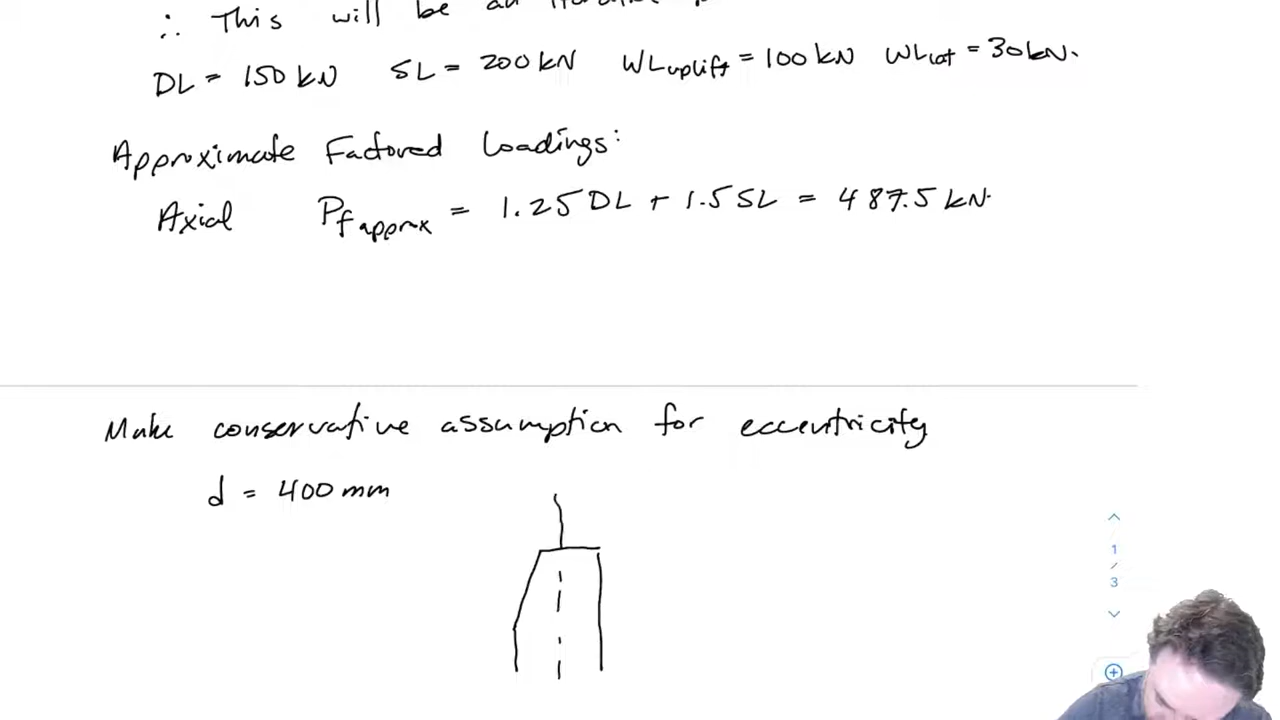 ∴ This will be an
DL = 150 kN SL = 200 kN WLuplift = 100 kN WLlat = 30 kN.
Approximate Factored Loadings:
Axial Pf approx = 1.25 DL + 1.5 SL = 487.5 kN.
Make conservative assumption for eccentricity
d = 400 mm
1
/
3